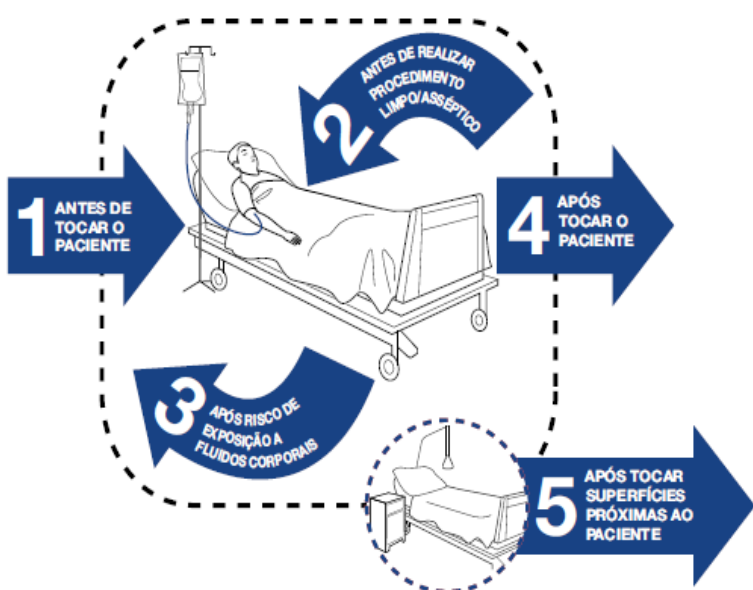 1 ANTES DE
TOCAR O
PACIENTE
2 ANTES DE REALIZAR
PROCEDIMENTO
LIMPO/ASSÉPTICO
3 APÓS RISCO DE
EXPOSIÇÃO A
FLUIDOS CORPORAIS
4 APÓS
TOCAR O
PACIENTE
5 APÓS TOCAR
SUPERFÍCIES
PRÓXIMAS AO
PACIENTE